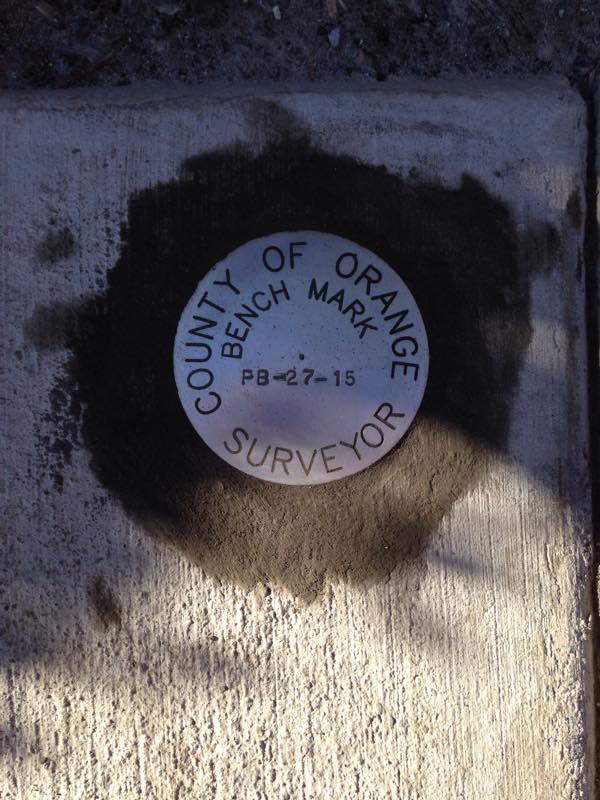 COUNTY OF ORANGE
BENCH MARK
PB-27-15
SURVEYOR